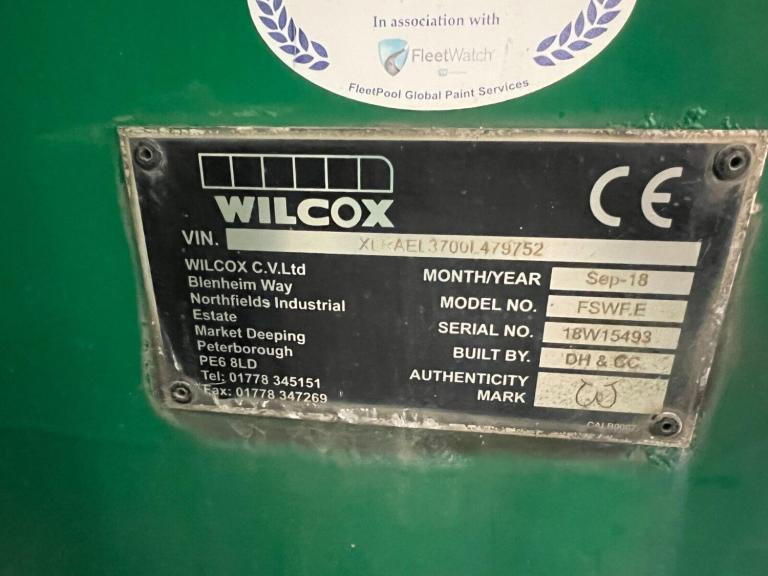 In association with
FleetWatch
FleetPool Global Paint Services
WILCOX
CE
VIN. XLRAEL3700L479752
WILCOX C.V.Ltd
Blenheim Way
Northfields Industrial
Estate
Market Deeping
Peterborough
PE6 8LD
Tel: 01778 345151
Fax: 01778 347269
MONTH/YEAR Sep-18
MODEL NO. FSWF.E
SERIAL NO. 18W15493
BUILT BY. DH & CC
AUTHENTICITY
MARK